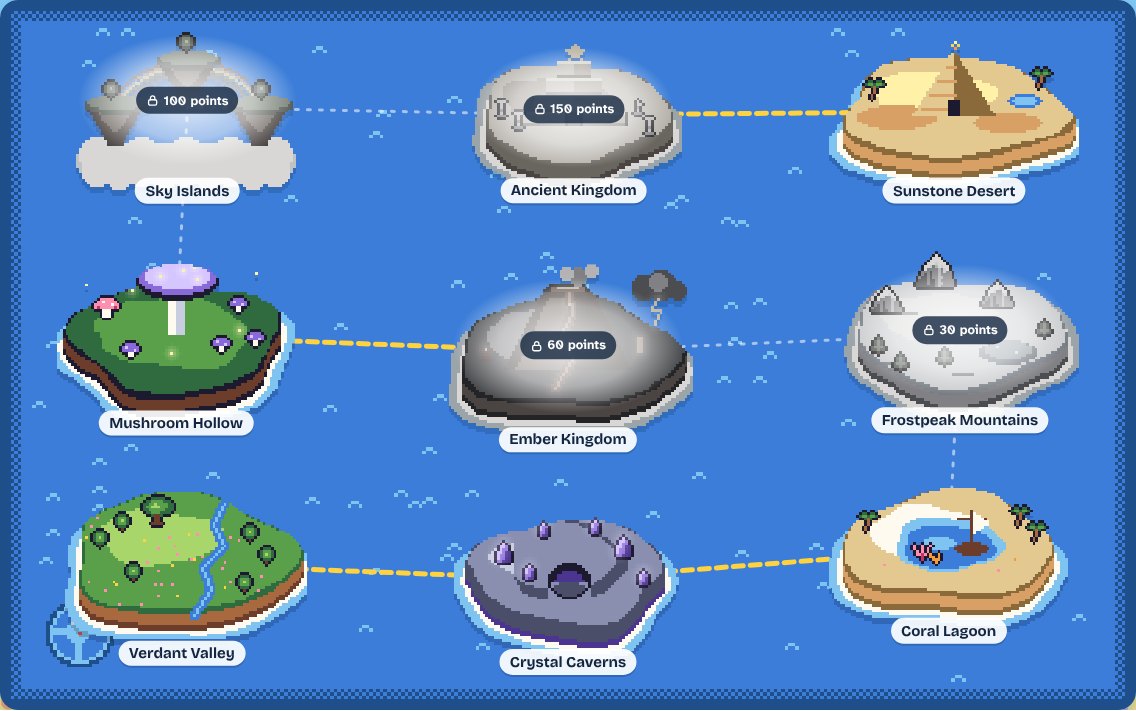 100 points
Sky Islands
150 points
Ancient Kingdom
Sunstone Desert
Mushroom Hollow
60 points
Ember Kingdom
30 points
Frostpeak Mountains
Verdant Valley
Crystal Caverns
Coral Lagoon